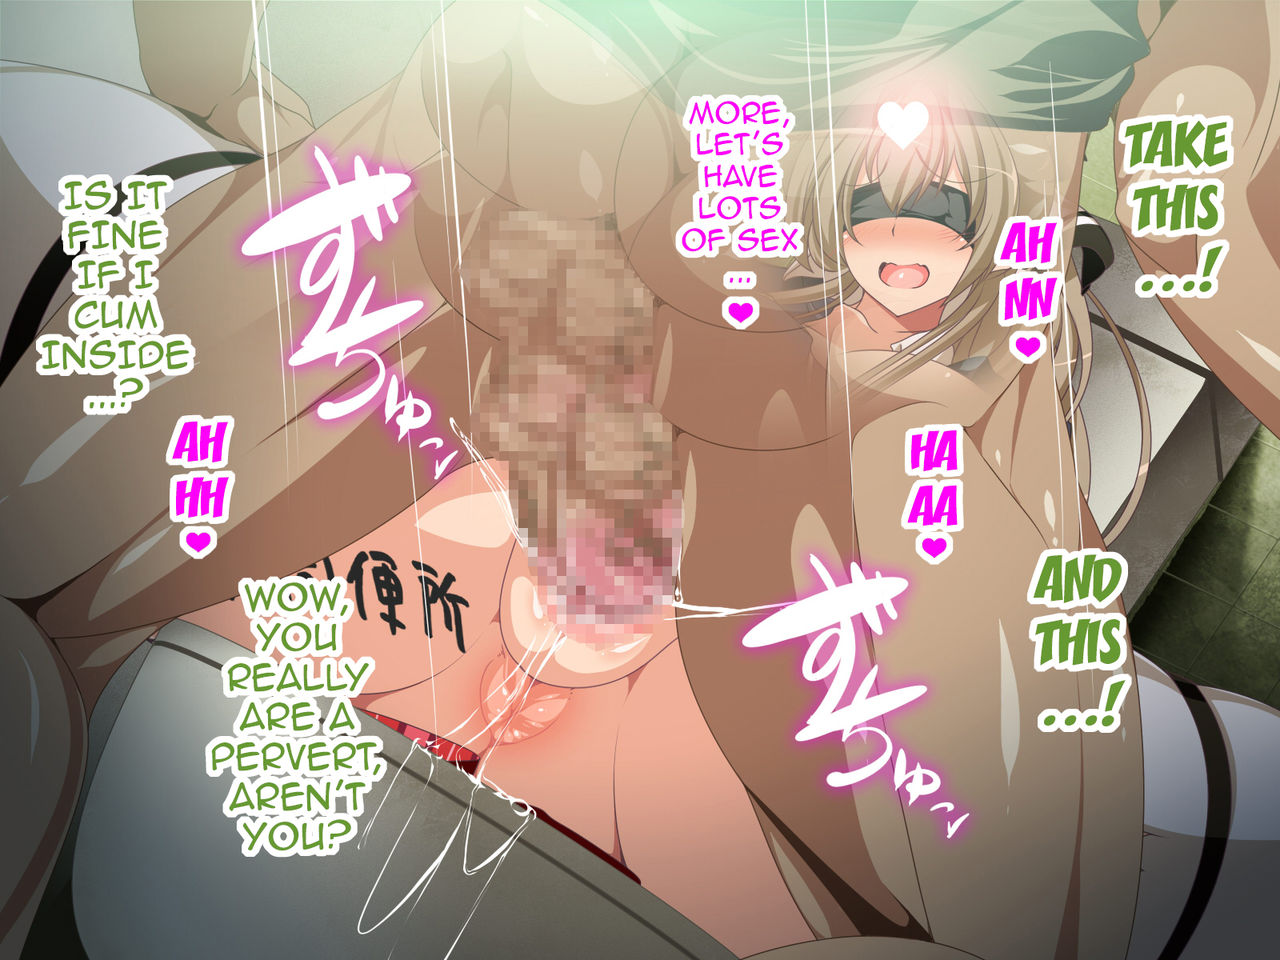 MORE,
LET'S
HAVE
LOTS
OF SEX
...
♥
TAKE
THIS
...!
IS IT
FINE
IF I
CUM
INSIDE
...?
ずちゅっ
AH
NN
♥
AH
HH
♥
HA
AA
♥
便所
WOW,
YOU
REALLY
ARE A
PERVERT,
AREN'T
YOU?
AND
THIS
...!
ずちゅっ